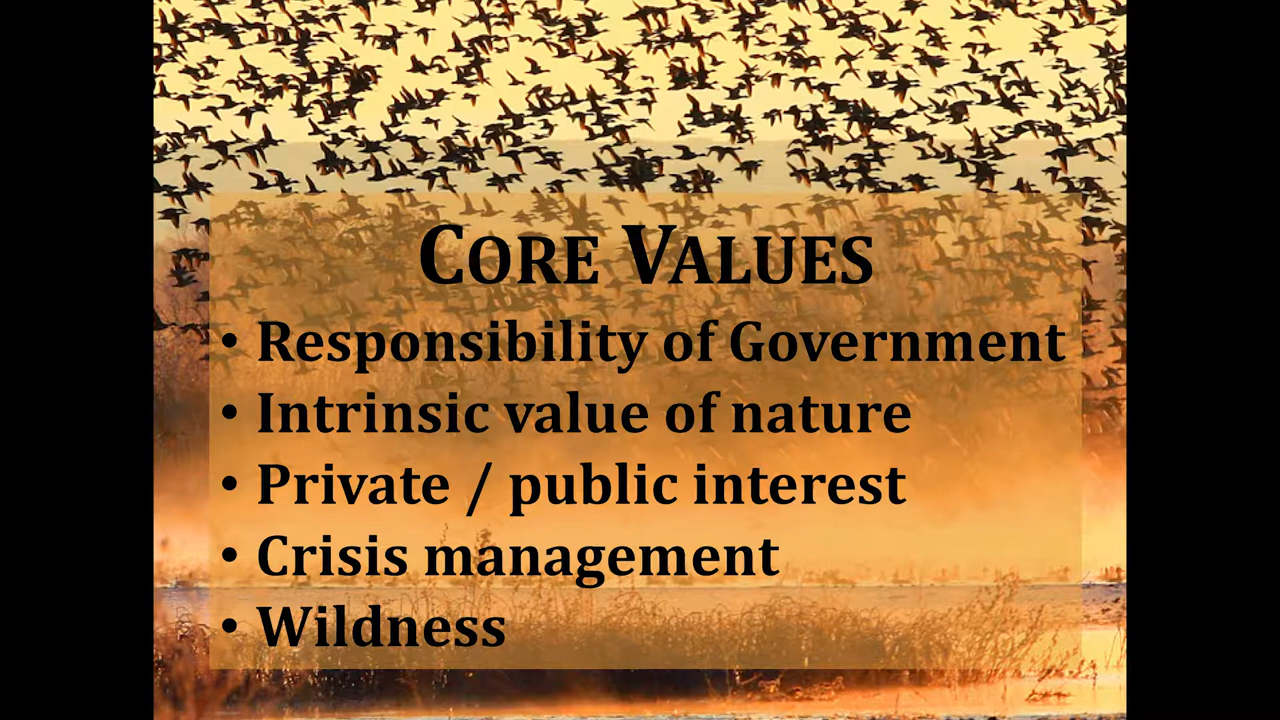 CORE VALUES
• Responsibility of Government
• Intrinsic value of nature
• Private / public interest
• Crisis management
• Wildness